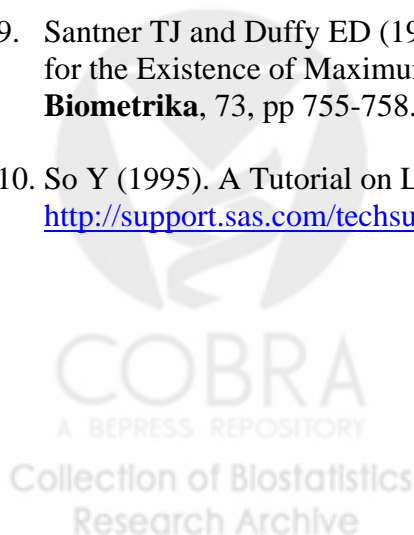 9. Santner TJ and Duffy ED (19
for the Existence of Maximu
Biometrika, 73, pp 755-758.
10. So Y (1995). A Tutorial on L
http://support.sas.com/techsu
COBRA
A BEPRESS REPOSITORY
Collection of Biostatistics
Research Archive